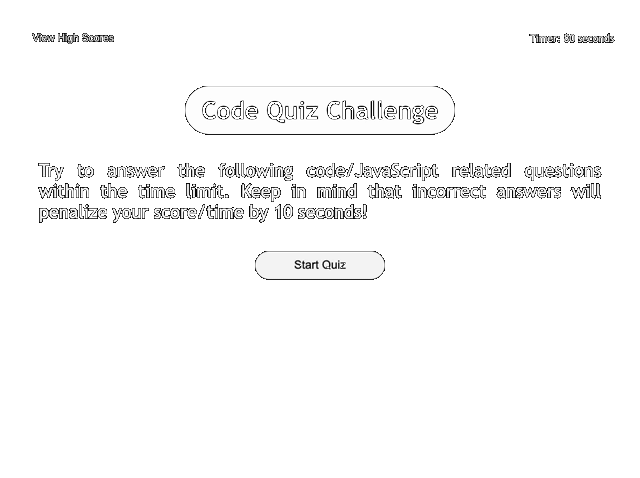 View High Scores
Timer: 60 seconds
Code Quiz Challenge
Try to answer the following code/JavaScript related questions
within the time limit. Keep in mind that incorrect answers will
penalize your score/time by 10 seconds!
Start Quiz